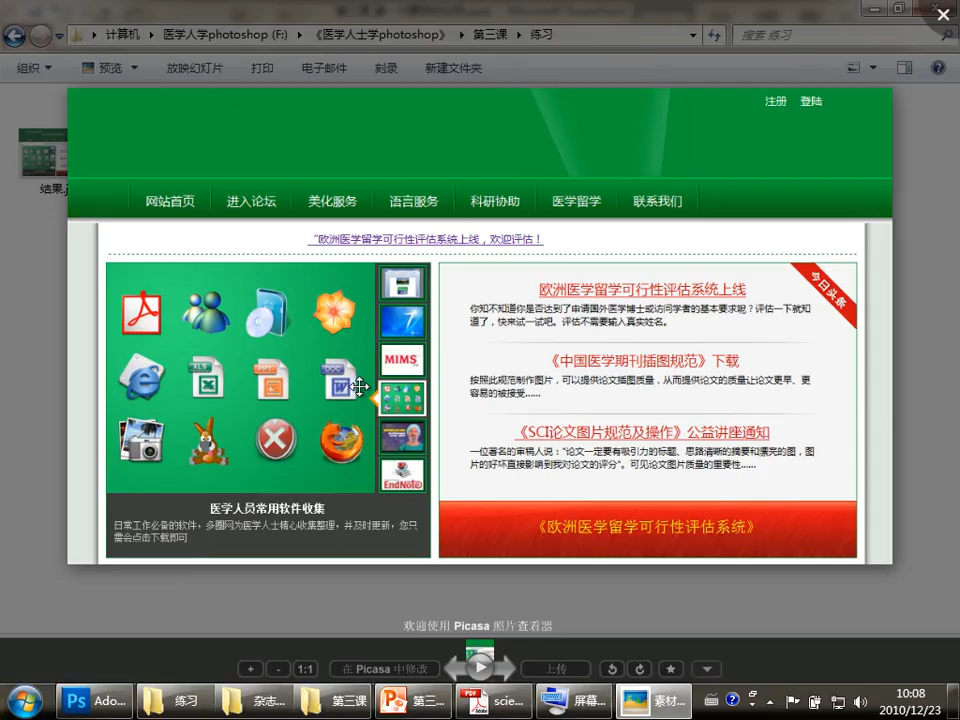 计算机 医学人学photoshop (F:) 《医学人士学photoshop》 第三课 练习
搜索 练习
组织 预览 放映幻灯片 打印 电子邮件 刻录 新建文件夹
注册 登陆
结果.j
网站首页 进入论坛 美化服务 语言服务 科研协助 医学留学 联系我们
“欧洲医学留学可行性评估系统上线，欢迎评估！
今日头条
欧洲医学留学可行性评估系统上线
你知不知道你是否达到了申请国外医学博士或访问学者的基本要求呢？评估一下就知
道了，快来试一试吧。评估不需要输入真实姓名。
《中国医学期刊插图规范》下载
按照此规范制作图片，可以提供论文插图质量，从而提供论文的质量让论文更早、更
容易的被接受......
《SCI论文图片规范及操作》公益讲座通知
一位著名的审稿人说：“论文一定要有吸引力的标题、思路清晰的摘要和漂亮的图，图
片的好坏直接影响到我对论文的评分”。可见论文图片质量的重要性......
《欧洲医学留学可行性评估系统》
XLS
PPT
DOC
MIMS
EndNote
医学人员常用软件收集
日常工作必备的软件，多圈网为医学人士精心收集整理，并及时更新，您只
需会点击下载即可
欢迎使用 Picasa 照片查看器
+ - 1:1 在 Picasa 中修改 上传
Ps Ado... 练习 杂志... 第三课 第三... PDF scie... 屏幕... 素材...
10:08
2010/12/23